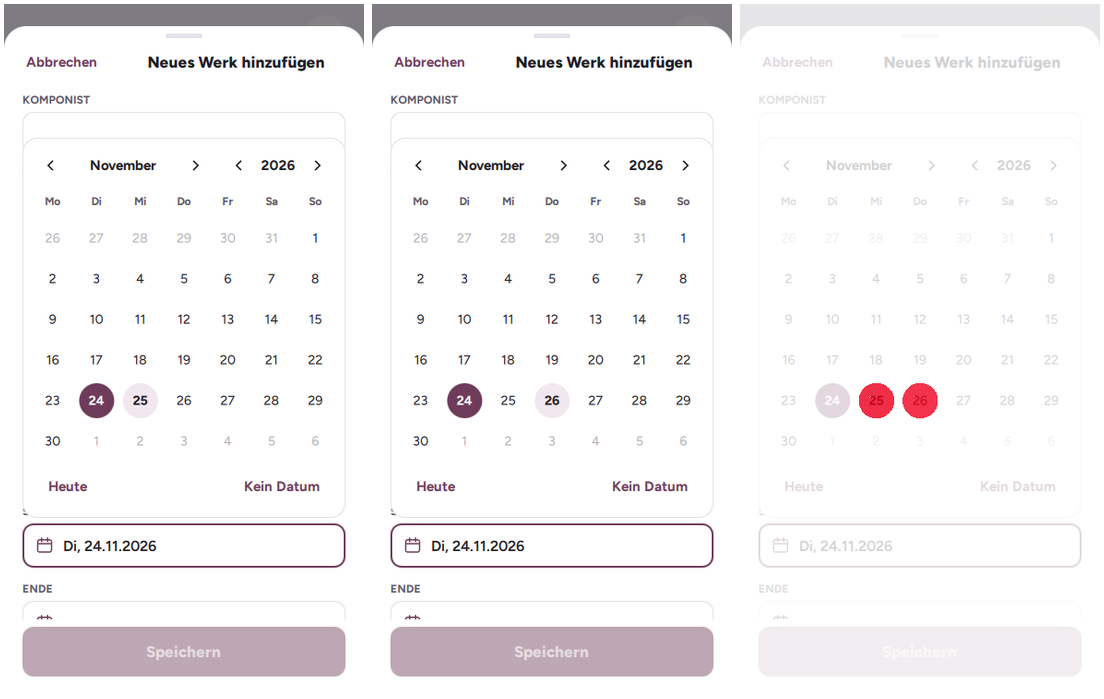 Abbrechen Neues Werk hinzufügen
KOMPONIST
November 2026
Mo Di Mi Do Fr Sa So
26 27 28 29 30 31 1
2 3 4 5 6 7 8
9 10 11 12 13 14 15
16 17 18 19 20 21 22
23 24 25 26 27 28 29
30 1 2 3 4 5 6
Heute Kein Datum
Di, 24.11.2026
ENDE
Speichern
Abbrechen Neues Werk hinzufügen
KOMPONIST
November 2026
Mo Di Mi Do Fr Sa So
26 27 28 29 30 31 1
2 3 4 5 6 7 8
9 10 11 12 13 14 15
16 17 18 19 20 21 22
23 24 25 26 27 28 29
30 1 2 3 4 5 6
Heute Kein Datum
Di, 24.11.2026
ENDE
Speichern
Abbrechen Neues Werk hinzufügen
KOMPONIST
November 2026
Mo Di Mi Do Fr Sa So
26 27 28 29 30 31 1
2 3 4 5 6 7 8
9 10 11 12 13 14 15
16 17 18 19 20 21 22
23 24 25 26 27 28 29
30 1 2 3 4 5 6
Heute Kein Datum
Di, 24.11.2026
ENDE
Speichern